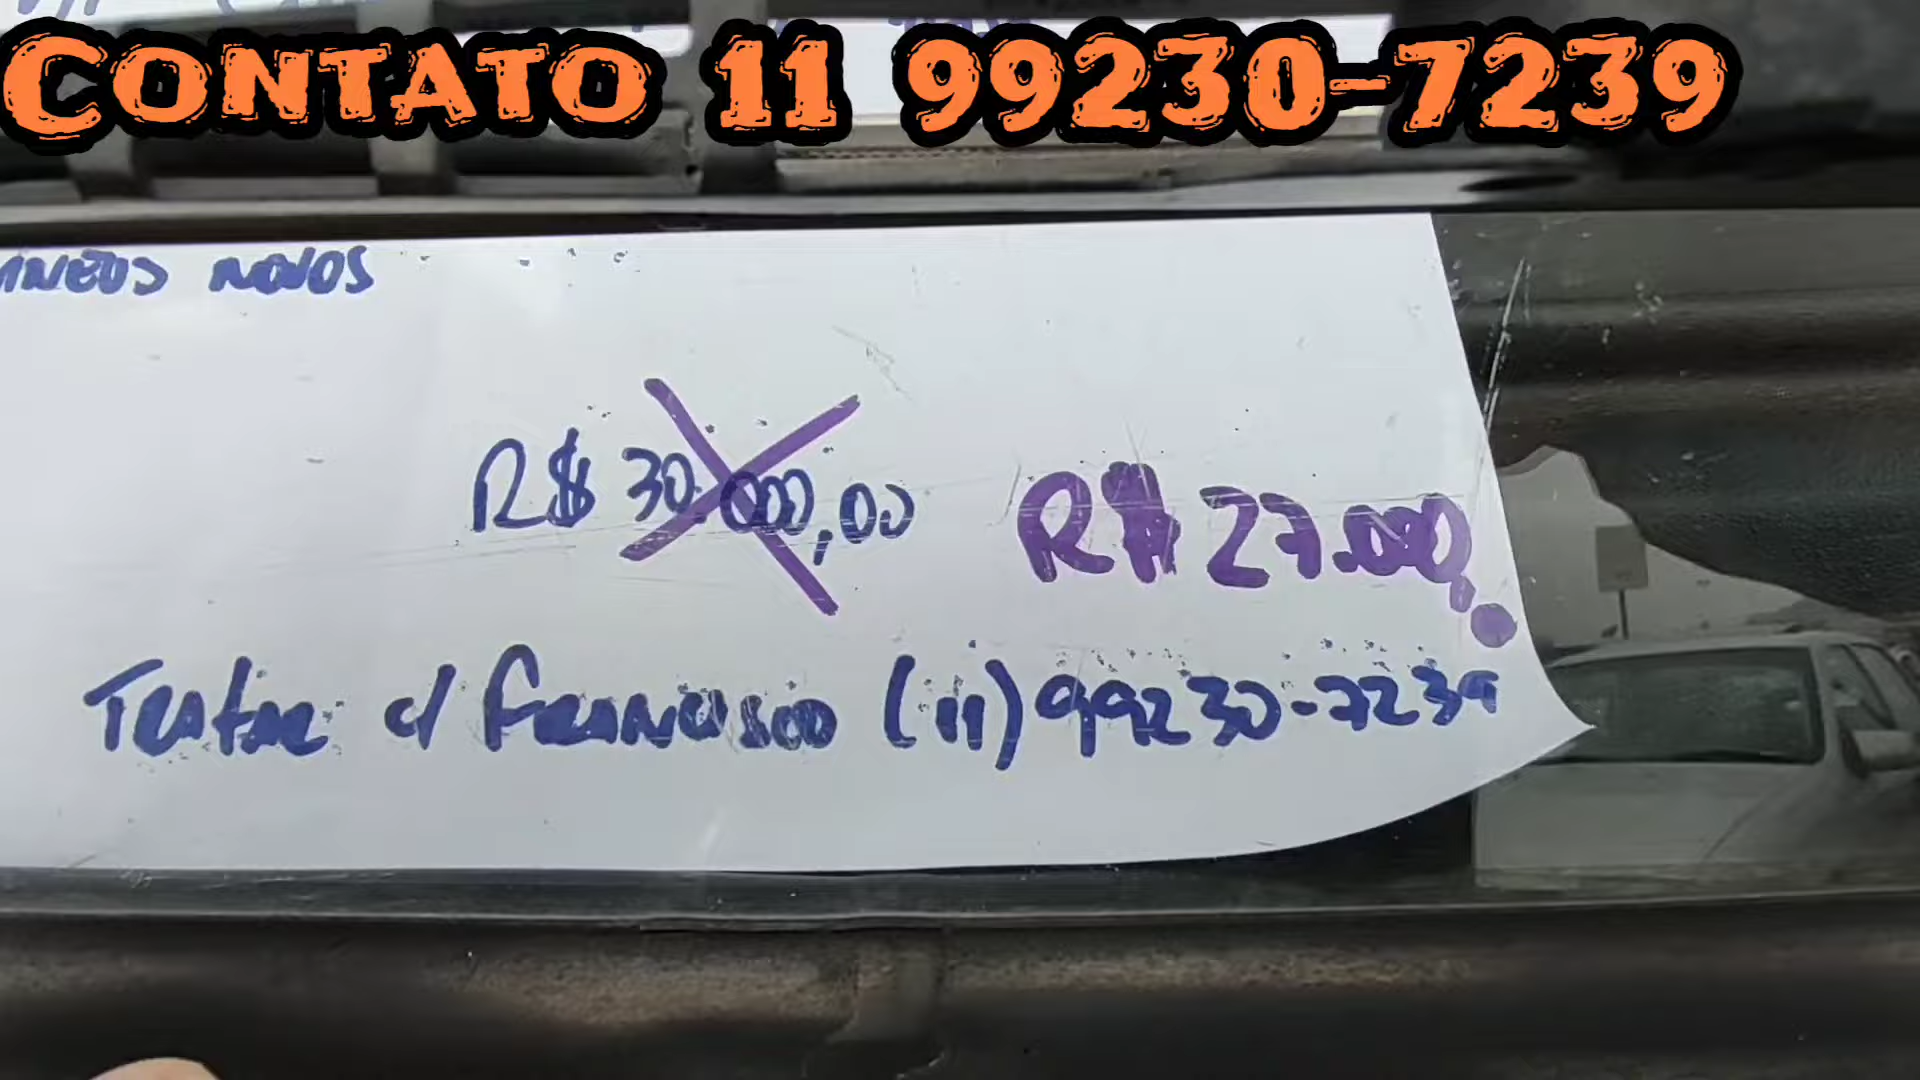 CONTATO 11 99230-7239
NOVOS
R$ 30.000,00 R$ 27.000,
Tratar c/ Francisco (11) 99230-7239